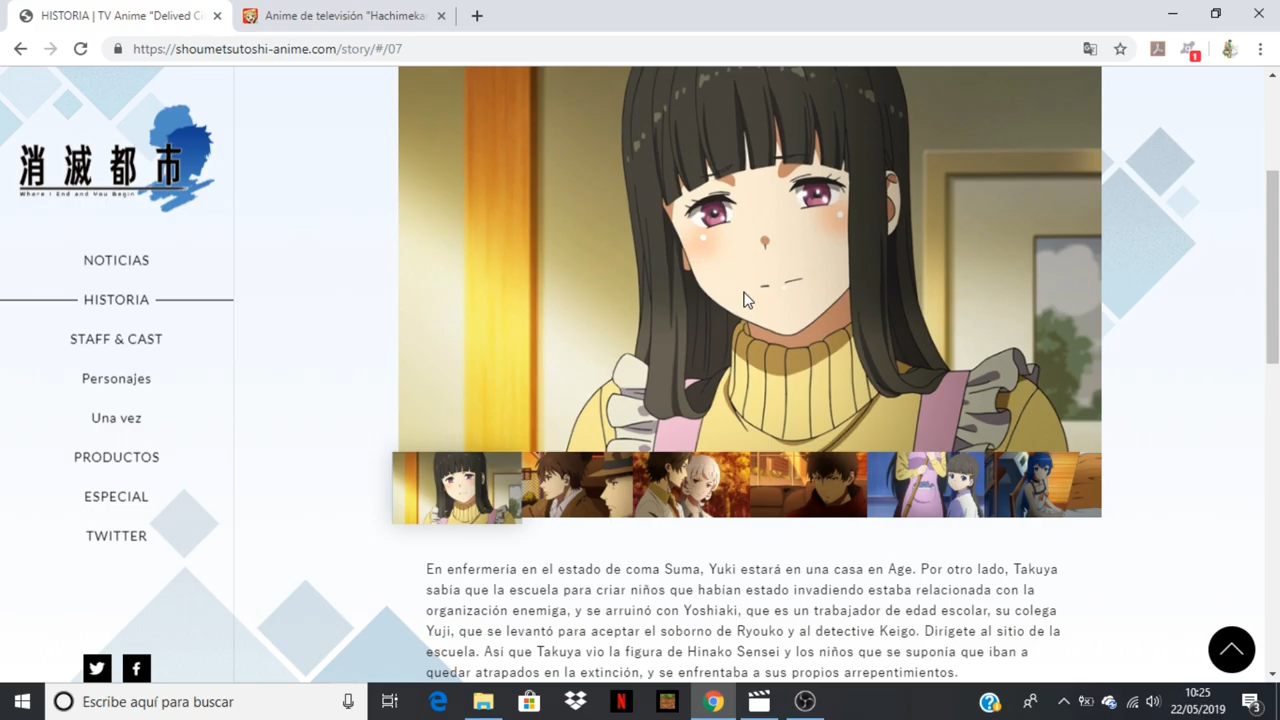 HISTORIA | TV Anime "Delived Ci
Anime de televisión "Hachimeka
https://shoumetsutoshi-anime.com/story/#/07
1
消滅都市
Where I End and You Begin
NOTICIAS
HISTORIA
STAFF & CAST
Personajes
Una vez
PRODUCTOS
ESPECIAL
TWITTER
En enfermería en el estado de coma Suma, Yuki estará en una casa en Age. Por otro lado, Takuya
sabía que la escuela para criar niños que habían estado invadiendo estaba relacionada con la
organización enemiga, y se arruinó con Yoshiaki, que es un trabajador de edad escolar, su colega
Yuji, que se levantó para aceptar el soborno de Ryouko y al detective Keigo. Dirígete al sitio de la
escuela. Así que Takuya vio la figura de Hinako Sensei y los niños que se suponía que iban a
quedar atrapados en la extinción, y se enfrentaba a sus propios arrepentimientos.
Escribe aquí para buscar
10:25
22/05/2019
3